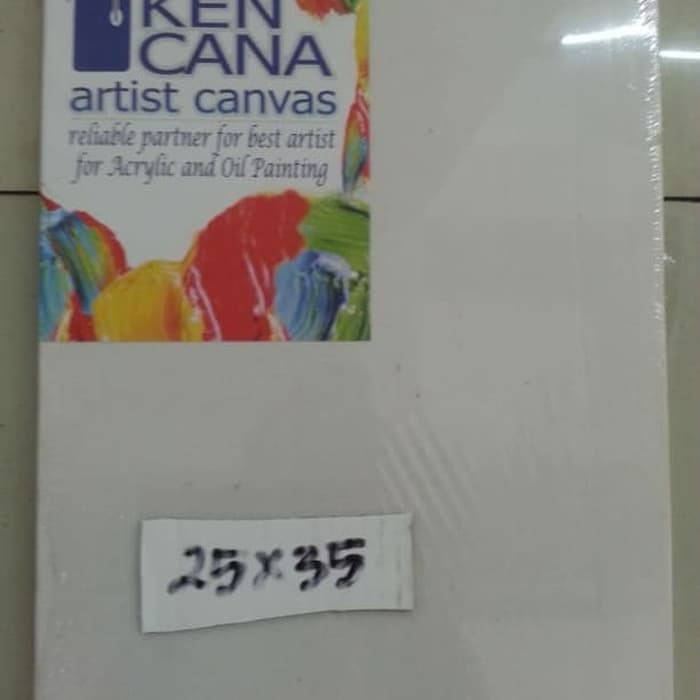 KEN
CANA
artist canvas
reliable partner for best artist
for Acrylic and Oil Painting
25x35